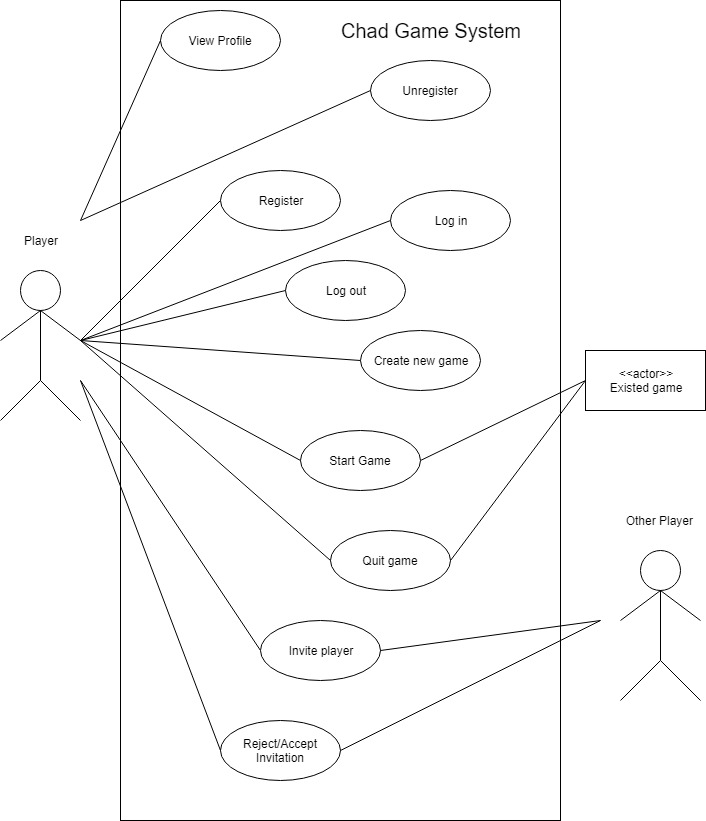 Chad Game System
View Profile
Unregister
Register
Log in
Player
Log out
Create new game
<<actor>>
Existed game
Start Game
Other Player
Quit game
Invite player
Reject/Accept
Invitation